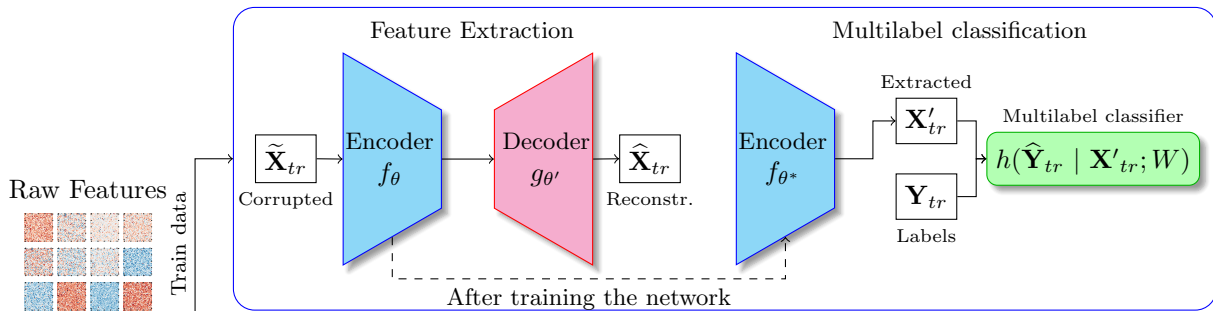 Feature Extraction
Multilabel classification
Raw Features
Train data
X̃_tr
Corrupted
Encoder
f_θ
Decoder
g_θ′
X̂_tr
Reconstr.
After training the network
Encoder
f_θ*
Extracted
X′_tr
Y_tr
Labels
Multilabel classifier
h(Ŷ_tr | X′_tr; W)